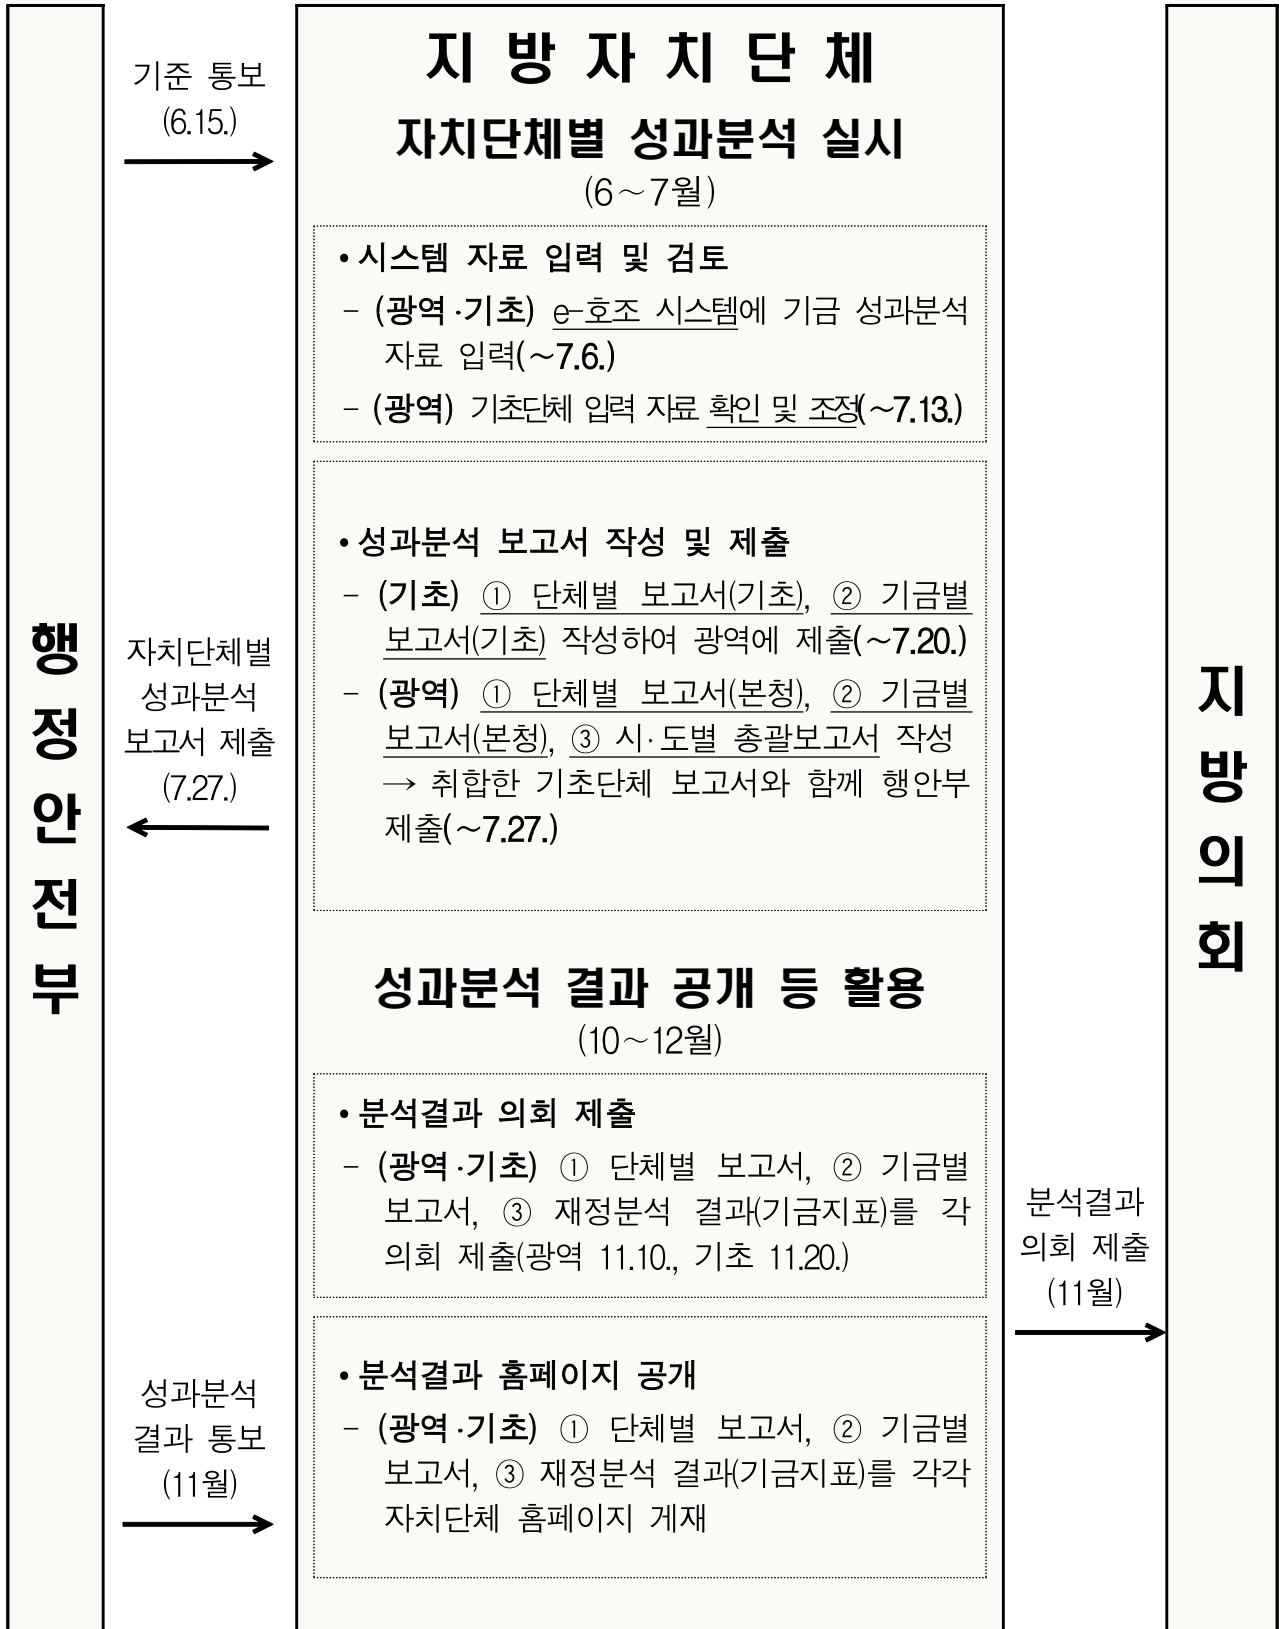 기준 통보
(6.15.)
지 방 자 치 단 체
자치단체별 성과분석 실시
(6～7월)
• 시스템 자료 입력 및 검토
- (광역·기초) e-호조 시스템에 기금 성과분석
자료 입력(～7.6.)
- (광역) 기초단체 입력 자료 확인 및 조정(～7.13.)
• 성과분석 보고서 작성 및 제출
- (기초) ① 단체별 보고서(기초), ② 기금별
보고서(기초) 작성하여 광역에 제출(～7.20.)
- (광역) ① 단체별 보고서(본청), ② 기금별
보고서(본청), ③ 시·도별 총괄보고서 작성
→ 취합한 기초단체 보고서와 함께 행안부
제출(～7.27.)
행
정
안
전
부
자치단체별
성과분석
보고서 제출
(7.27.)
지
방
의
회
성과분석 결과 공개 등 활용
(10～12월)
• 분석결과 의회 제출
- (광역·기초) ① 단체별 보고서, ② 기금별
보고서, ③ 재정분석 결과(기금지표)를 각
의회 제출(광역 11.10., 기초 11.20.)
분석결과
의회 제출
(11월)
• 분석결과 홈페이지 공개
- (광역·기초) ① 단체별 보고서, ② 기금별
보고서, ③ 재정분석 결과(기금지표)를 각각
자치단체 홈페이지 게재
성과분석
결과 통보
(11월)